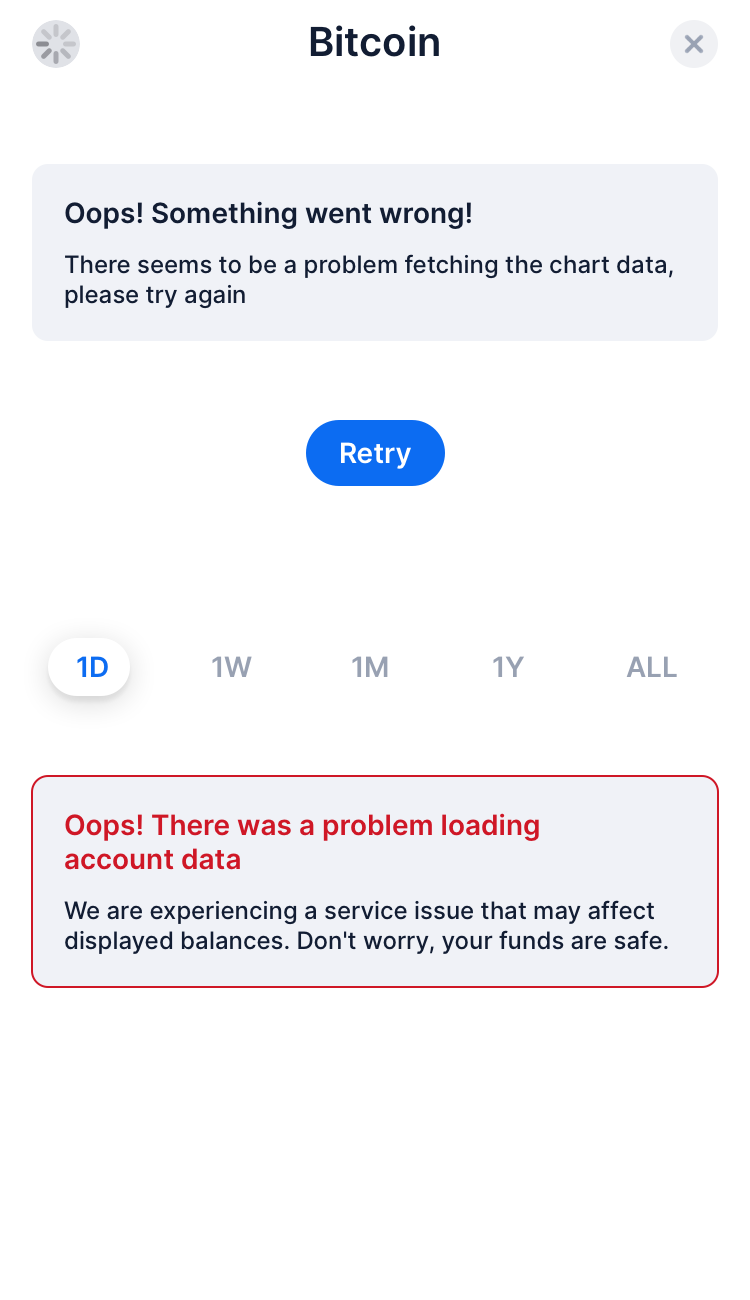 Bitcoin
Oops! Something went wrong!
There seems to be a problem fetching the chart data,
please try again
Retry
1D 1W 1M 1Y ALL
Oops! There was a problem loading
account data
We are experiencing a service issue that may affect
displayed balances. Don't worry, your funds are safe.